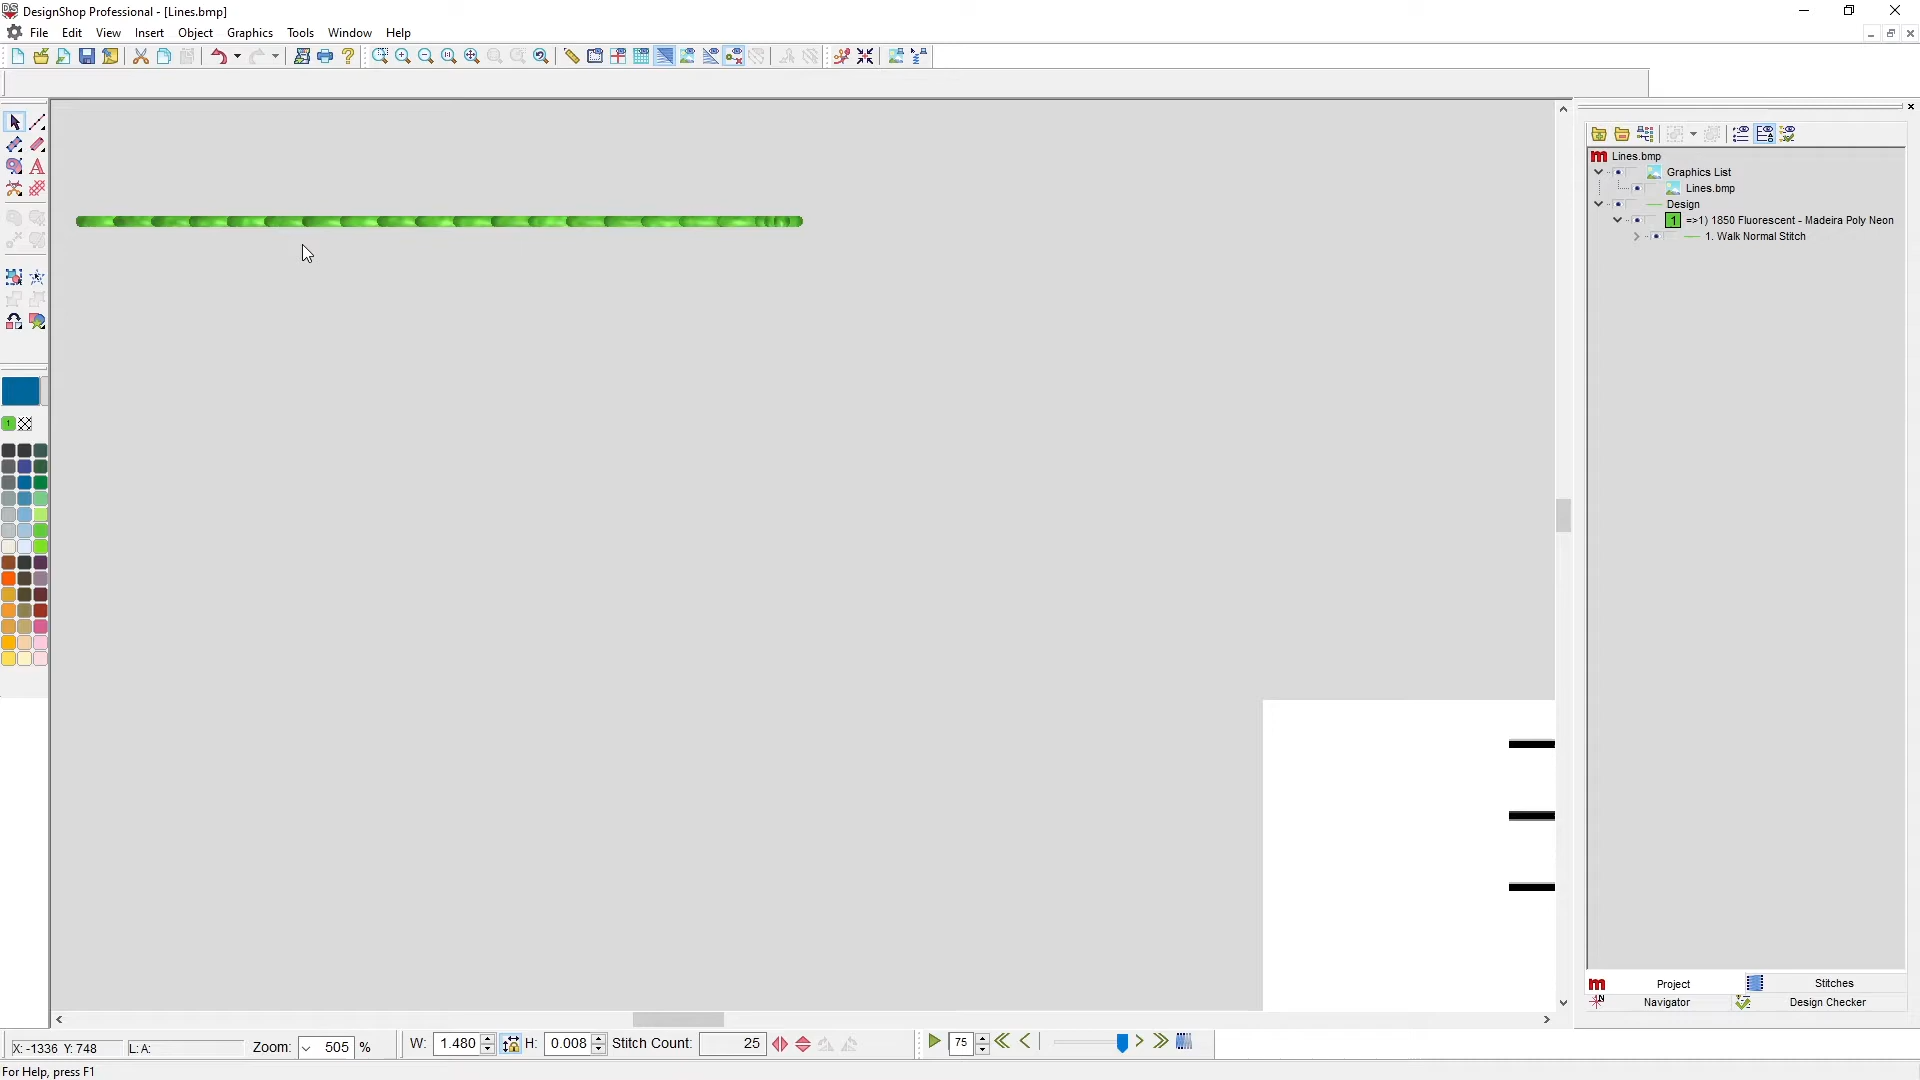 DesignShop Professional - [Lines.bmp]
File Edit View Insert Object Graphics Tools Window Help
Lines.bmp
Graphics List
Lines.bmp
Design
1 =>1) 1850 Fluorescent - Madeira Poly Neon
1. Walk Normal Stitch
1
Project
Stitches
Navigator
Design Checker
X: -1336 Y: 748
L: A:
Zoom: 505 %
W: 1.480
H: 0.008
Stitch Count: 25
75
For Help, press F1